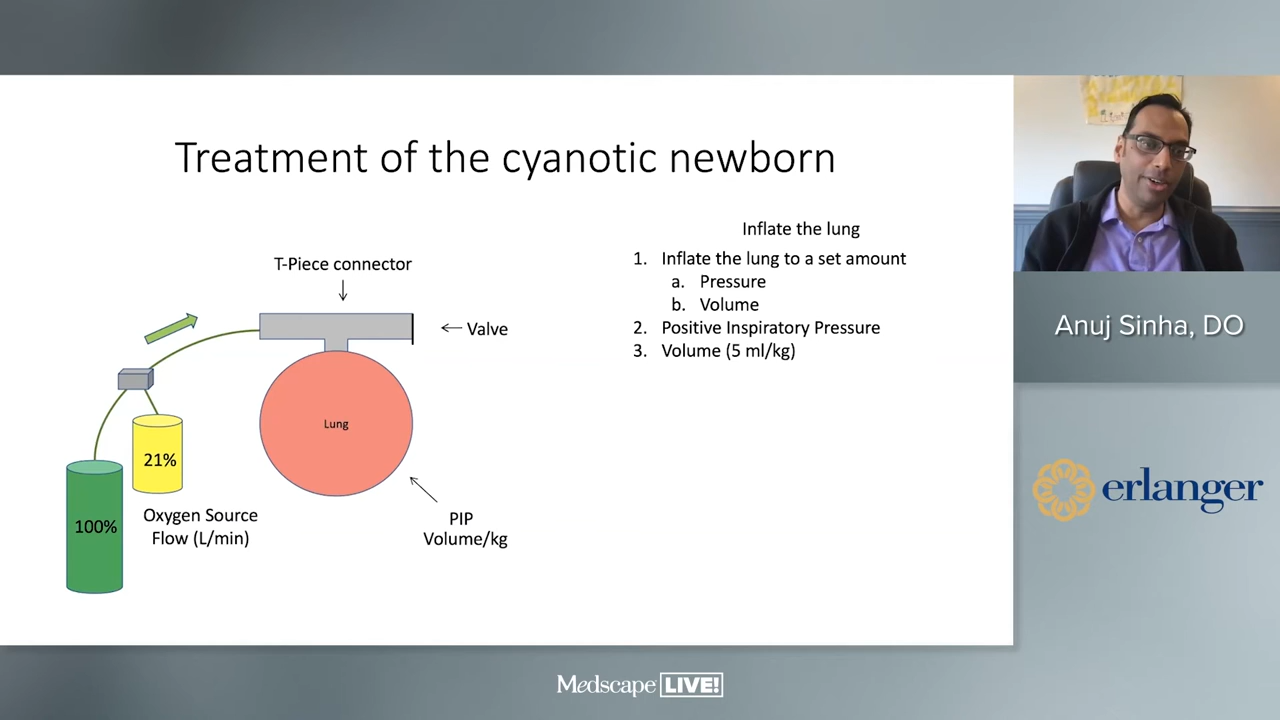 Treatment of the cyanotic newborn
T-Piece connector
Valve
Lung
21%
100%
Oxygen Source
Flow (L/min)
PIP
Volume/kg
Inflate the lung
1. Inflate the lung to a set amount
a. Pressure
b. Volume
2. Positive Inspiratory Pressure
3. Volume (5 ml/kg)
Anuj Sinha, DO
erlanger
Medscape LIVE!